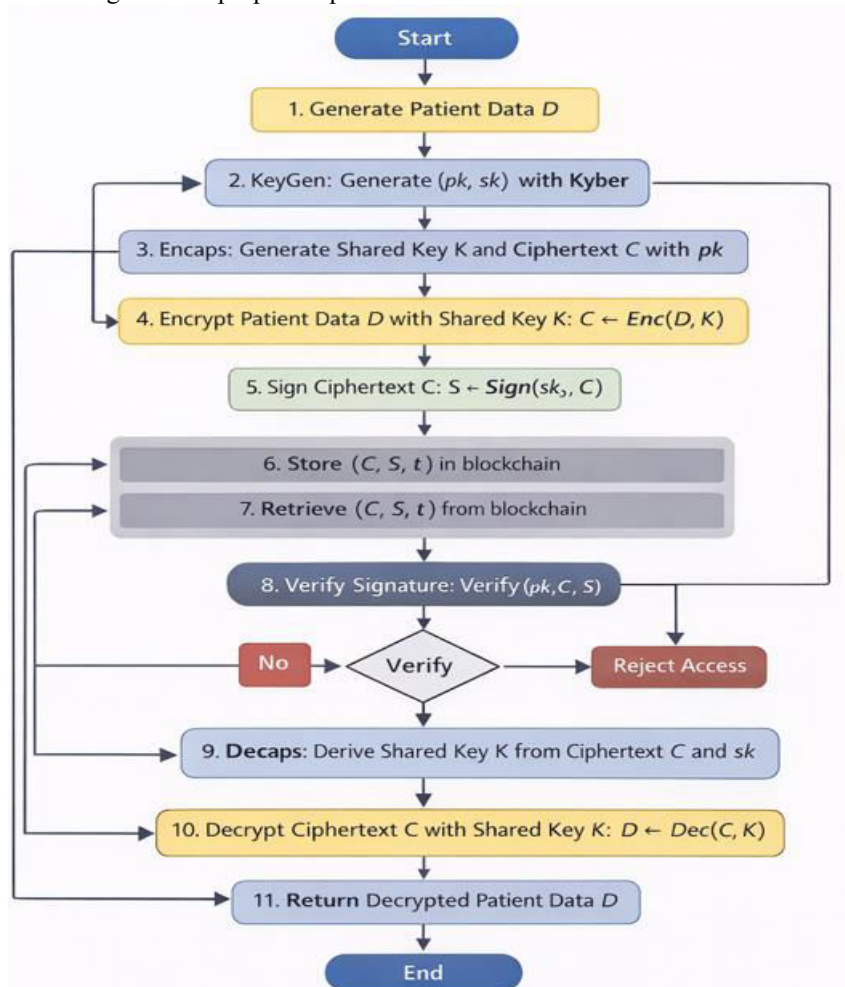 Start
1. Generate Patient Data D
2. KeyGen: Generate (pk, sk) with Kyber
3. Encaps: Generate Shared Key K and Ciphertext C with pk
4. Encrypt Patient Data D with Shared Key K: C ← Enc(D, K)
5. Sign Ciphertext C: S ← Sign(sk₃, C)
6. Store (C, S, t) in blockchain
7. Retrieve (C, S, t) from blockchain
8. Verify Signature: Verify(pk,C, S)
No
Verify
Reject Access
9. Decaps: Derive Shared Key K from Ciphertext C and sk
10. Decrypt Ciphertext C with Shared Key K: D ← Dec(C, K)
11. Return Decrypted Patient Data D
End